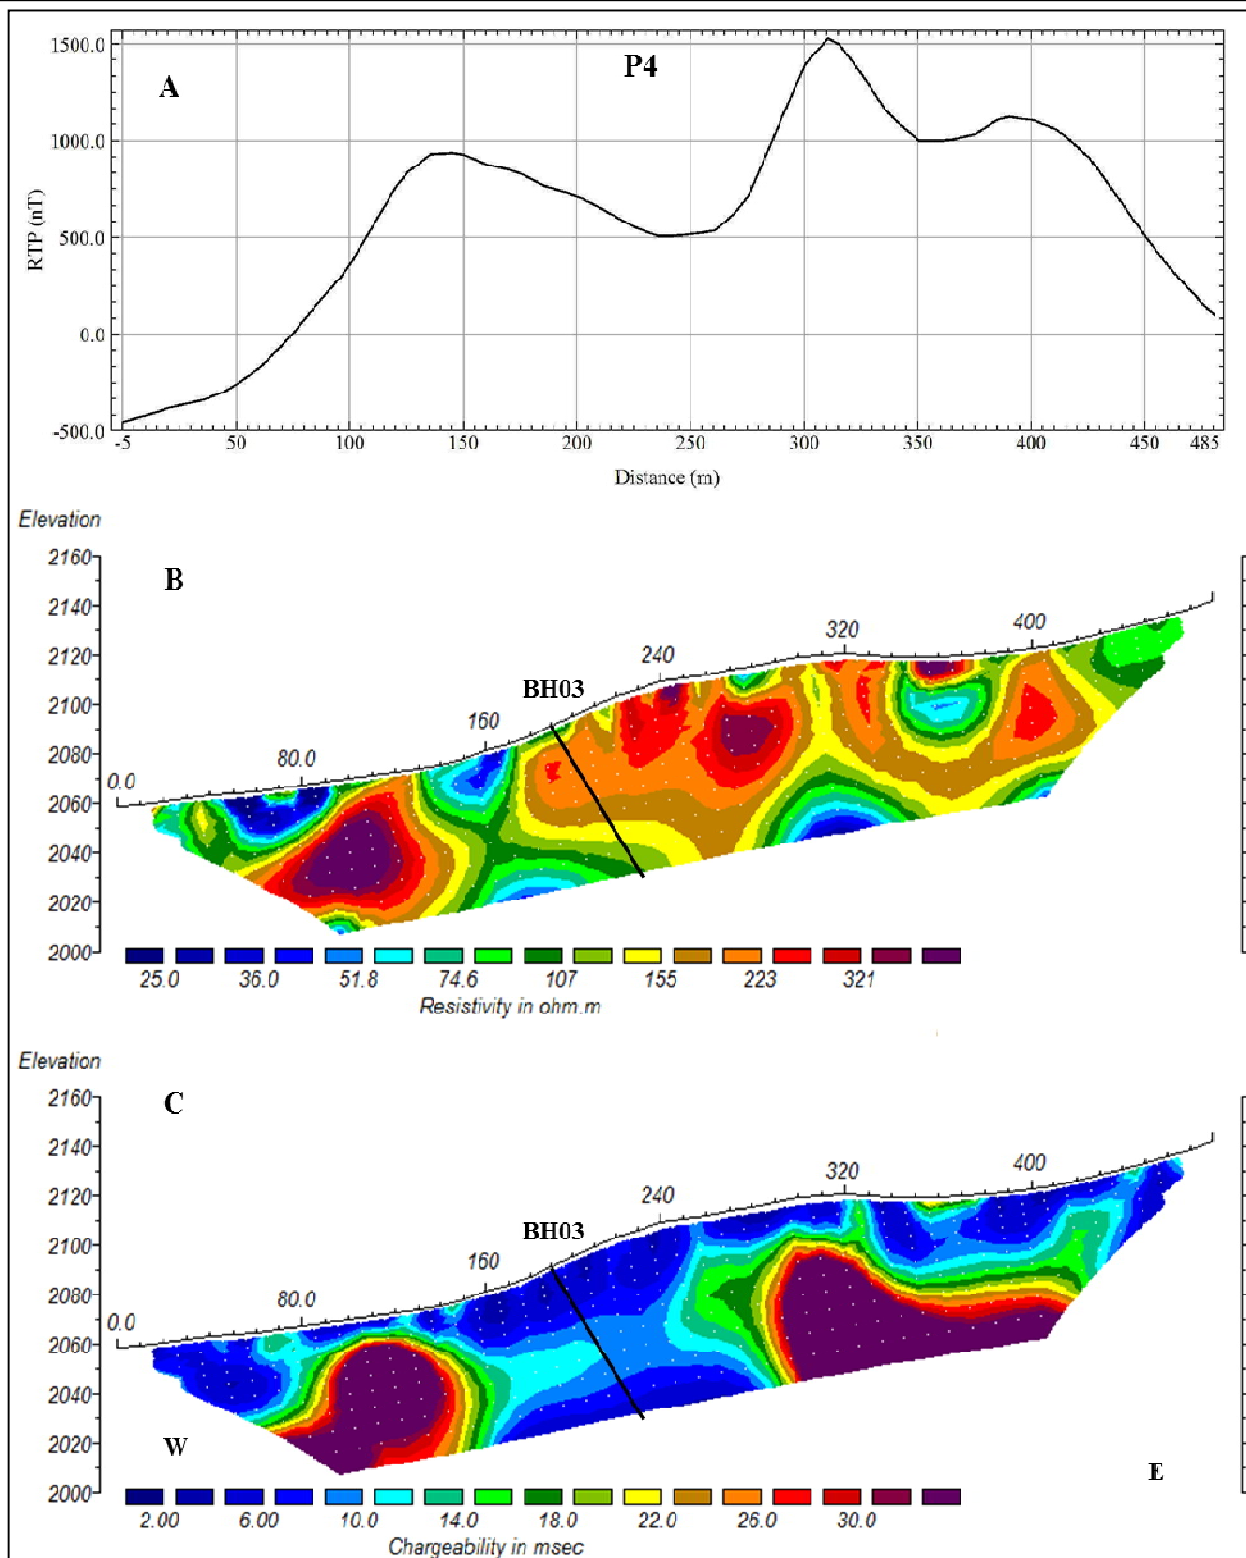 1500.0
A
P4
1000.0
RTP (nT)
500.0
0.0
-500.0
-5 50 100 150 200 250 300 350 400 450 485
Distance (m)
Elevation
2160
B
2140
2120
2100
2080
2060
2040
2020
2000
0.0 80.0 160 240 320 400
BH03
25.0 36.0 51.8 74.6 107 155 223 321
Resistivity in ohm.m
Elevation
2160
C
2140
2120
2100
2080
2060
2040
2020
2000
0.0 80.0 160 240 320 400
BH03
W
E
2.00 6.00 10.0 14.0 18.0 22.0 26.0 30.0
Chargeability in msec